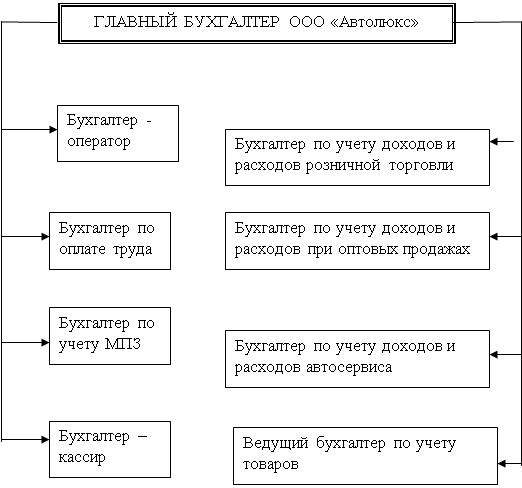 ГЛАВНЫЙ БУХГАЛТЕР ООО «Автолюкс»
Бухгалтер -
оператор
Бухгалтер по
оплате труда
Бухгалтер по
учету МПЗ
Бухгалтер –
кассир
Бухгалтер по учету доходов и
расходов розничной торговли
Бухгалтер по учету доходов и
расходов при оптовых продажах
Бухгалтер по учету доходов и
расходов автосервиса
Ведущий бухгалтер по учету
товаров